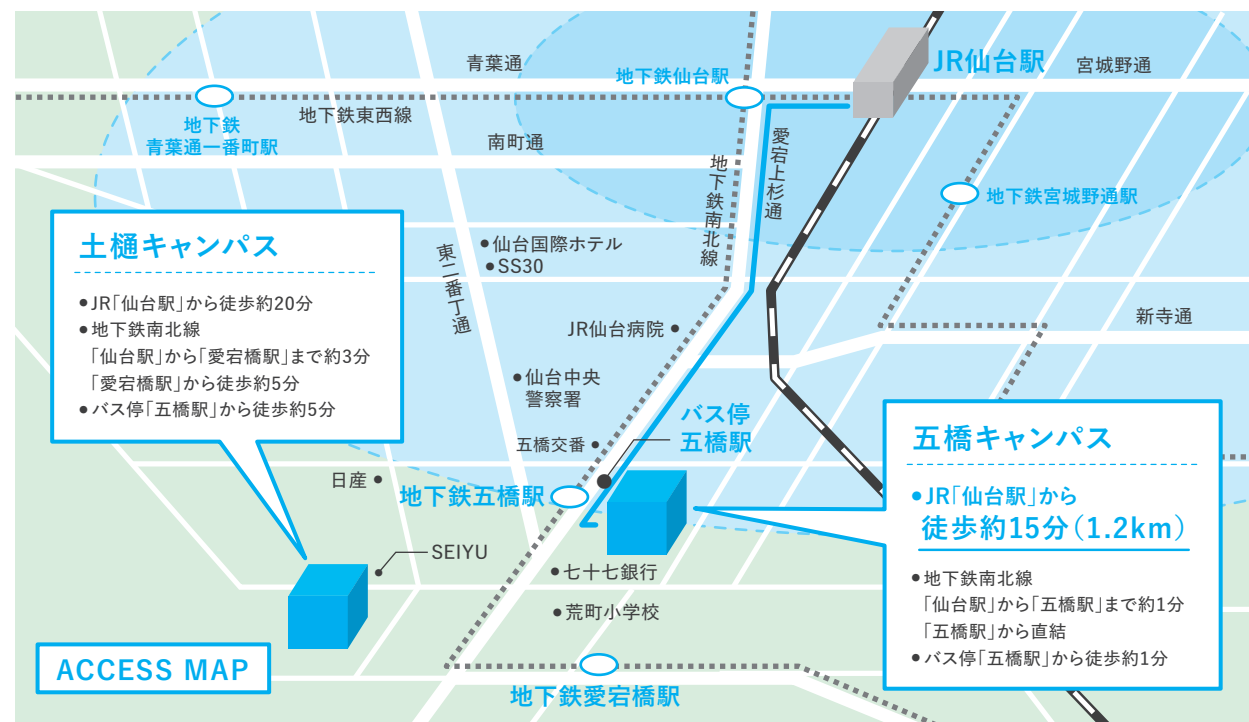 青葉通
地下鉄仙台駅
JR仙台駅
宮城野通
地下鉄
青葉通一番町駅
地下鉄東西線
南町通
愛宕上杉通
地下鉄南北線
地下鉄宮城野通駅
土樋キャンパス
●JR「仙台駅」から徒歩約20分
●地下鉄南北線
「仙台駅」から「愛宕橋駅」まで約3分
「愛宕橋駅」から徒歩約5分
●バス停「五橋駅」から徒歩約5分
東二番丁通
●仙台国際ホテル
●SS30
JR仙台病院●
新寺通
●仙台中央
警察署
バス停
五橋駅
五橋交番●
日産●
地下鉄五橋駅
五橋キャンパス
●JR「仙台駅」から
徒歩約15分(1.2km)
●地下鉄南北線
「仙台駅」から「五橋駅」まで約1分
「五橋駅」から直結
●バス停「五橋駅」から徒歩約1分
SEIYU
●七十七銀行
●荒町小学校
ACCESS MAP
地下鉄愛宕橋駅